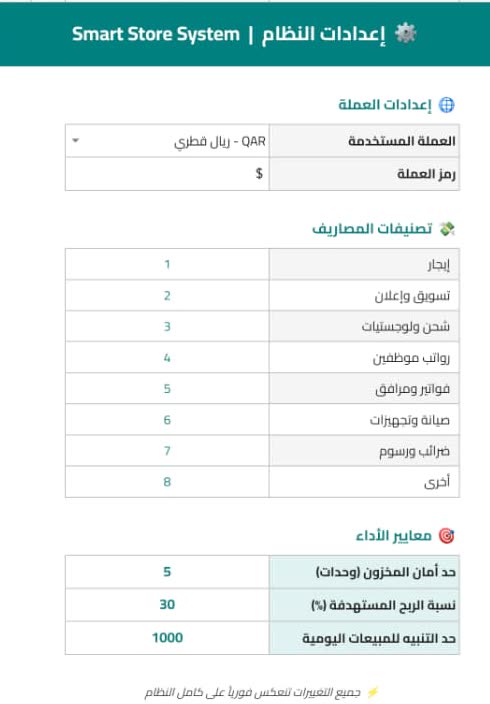 ⚙️ إعدادات النظام | Smart Store System
🌐 إعدادات العملة
العملة المستخدمة QAR - ريال قطري
رمز العملة $
💸 تصنيفات المصاريف
إيجار 1
تسويق وإعلان 2
شحن ولوجستيات 3
رواتب موظفين 4
فواتير ومرافق 5
صيانة وتجهيزات 6
ضرائب ورسوم 7
أخرى 8
🎯 معايير الأداء
حد أمان المخزون (وحدات) 5
نسبة الربح المستهدفة (%) 30
حد التنبيه للمبيعات اليومية 1000
⚡ جميع التغييرات تنعكس فورياً على كامل النظام